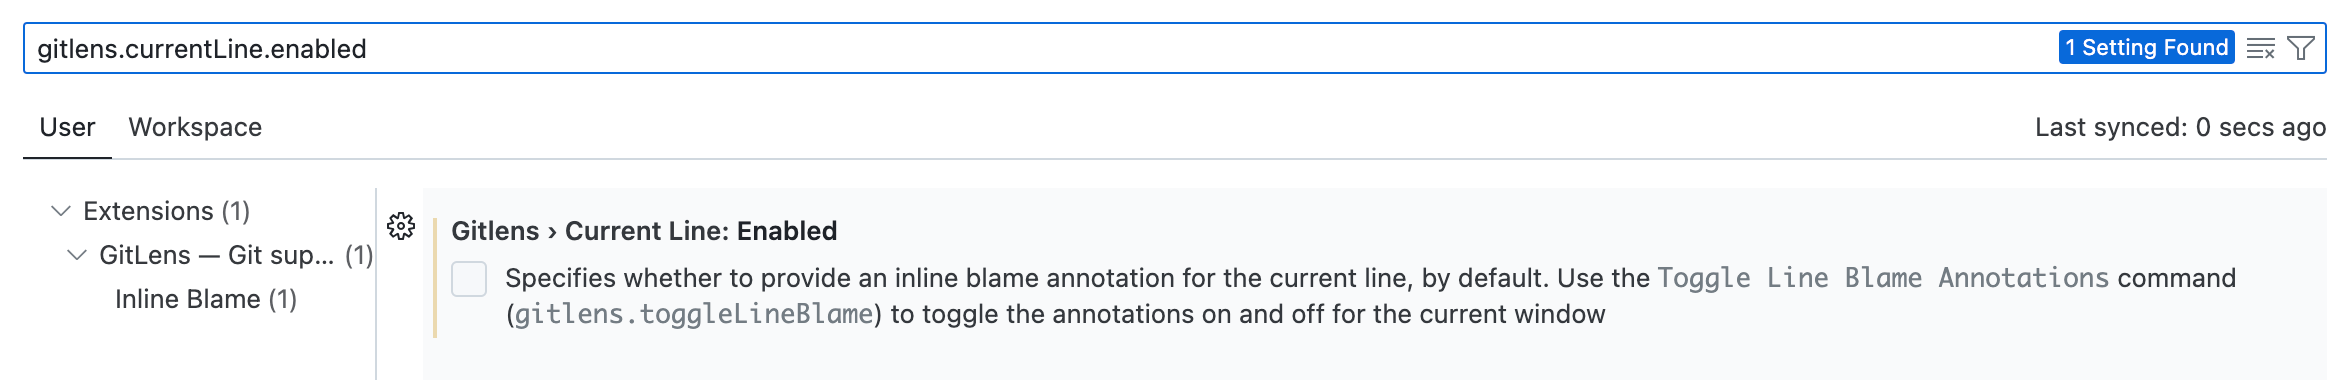 gitlens.currentLine.enabled
1 Setting Found
User
Workspace
Last synced: 0 secs ago
Extensions (1)
GitLens — Git sup... (1)
Inline Blame (1)
Gitlens › Current Line: Enabled
Specifies whether to provide an inline blame annotation for the current line, by default. Use the Toggle Line Blame Annotations command
(gitlens.toggleLineBlame) to toggle the annotations on and off for the current window